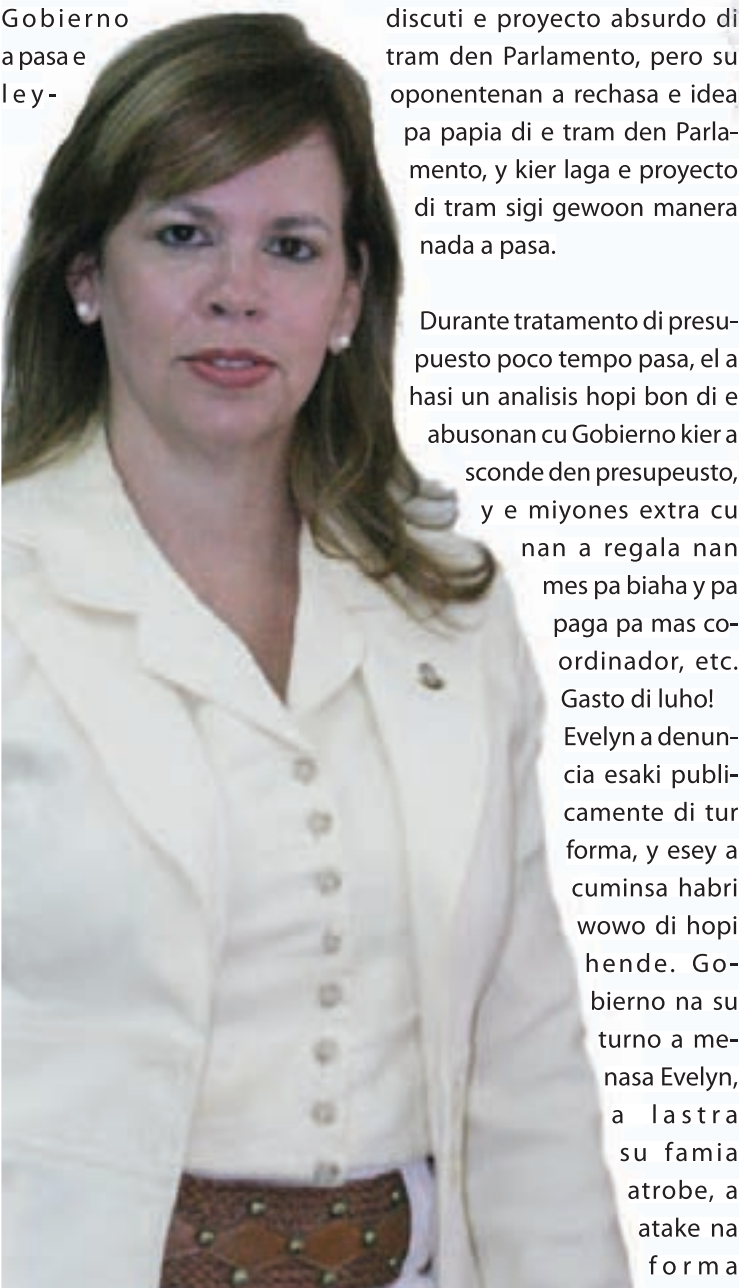 Gobierno
a pasa e
ley-
discuti e proyecto absurdo di
tram den Parlamento, pero su
oponentenan a rechasa e idea
pa papia di e tram den Parla-
mento, y kier laga e proyecto
di tram sigi gewoon manera
nada a pasa.
Durante tratamento di presu-
puesto poco tempo pasa, el a
hasi un analisis hopi bon di e
abusonan cu Gobierno kier a
sconde den presupeusto,
y e miyones extra cu
nan a regala nan
mes pa biaha y pa
paga pa mas co-
ordinador, etc.
Gasto di luho!
Evelyn a denun-
cia esaki publi-
camente di tur
forma, y esey a
cuminsa habri
wowo di hopi
hende. Go-
bierno na su
turno a me-
nasa Evelyn,
a lastra
su famia
atrobe, a
atake na
forma